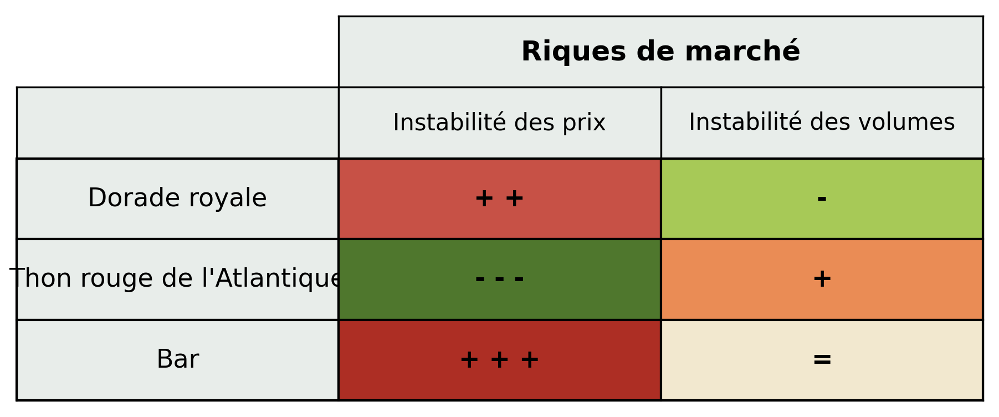 Riques de marché
Instabilité des prix Instabilité des volumes
Dorade royale + + -
Thon rouge de l'Atlantique - - - +
Bar + + + =